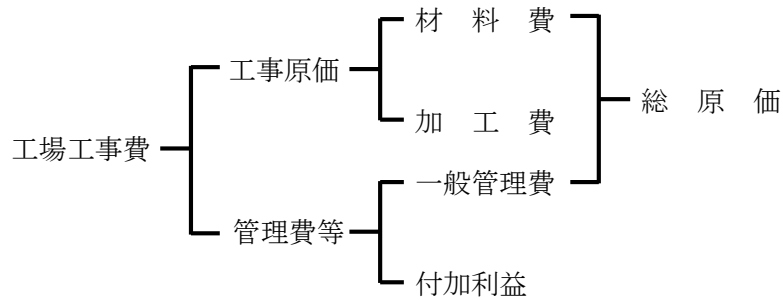 材料費
工事原価
総原価
加工費
工場工事費
一般管理費
管理費等
付加利益